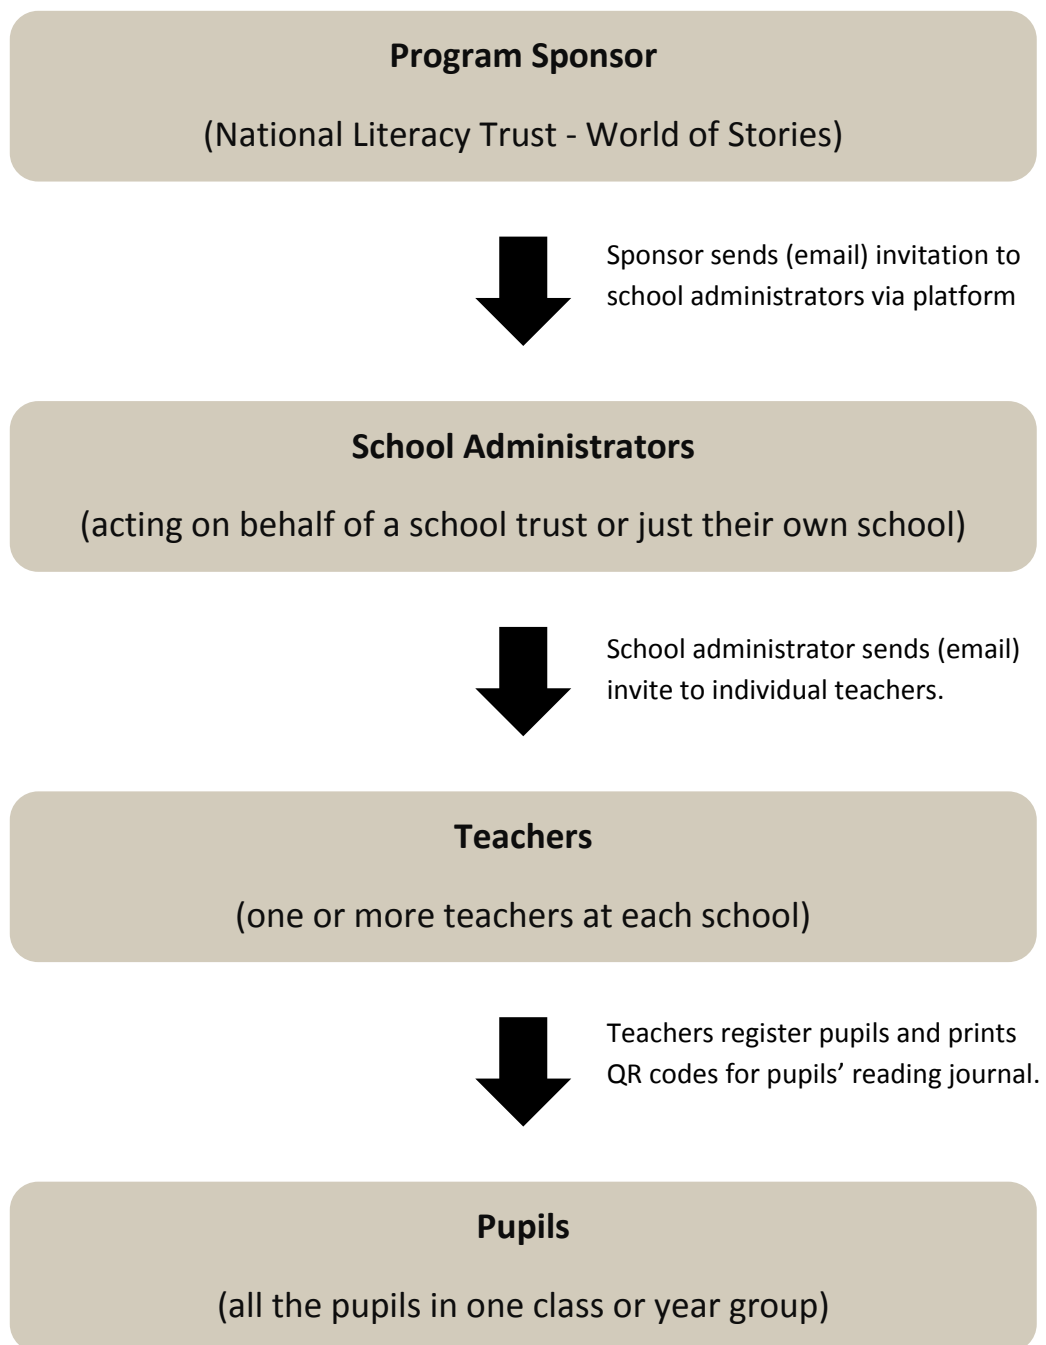 Program Sponsor
(National Literacy Trust - World of Stories)
Sponsor sends (email) invitation to
school administrators via platform
School Administrators
(acting on behalf of a school trust or just their own school)
School administrator sends (email)
invite to individual teachers.
Teachers
(one or more teachers at each school)
Teachers register pupils and prints
QR codes for pupils’ reading journal.
Pupils
(all the pupils in one class or year group)